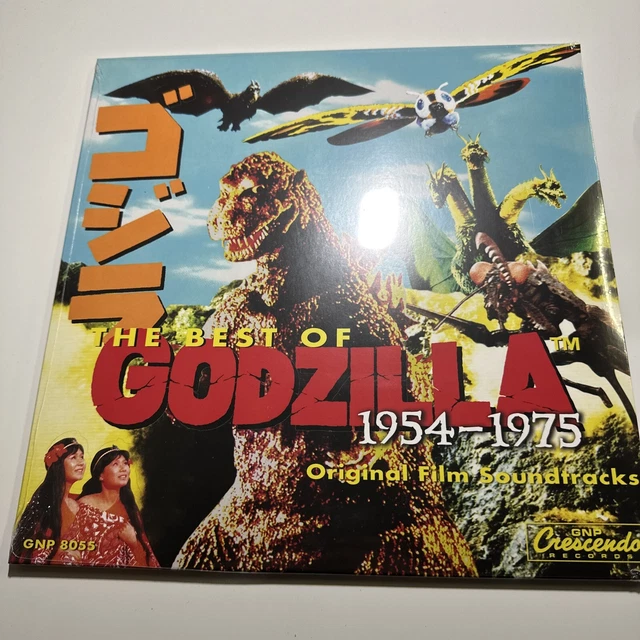 ゴジラ
THE BEST OF
GODZILLA™
1954-1975
Original Film Soundtracks
GNP 8055
GNP
Crescendo
RECORDS